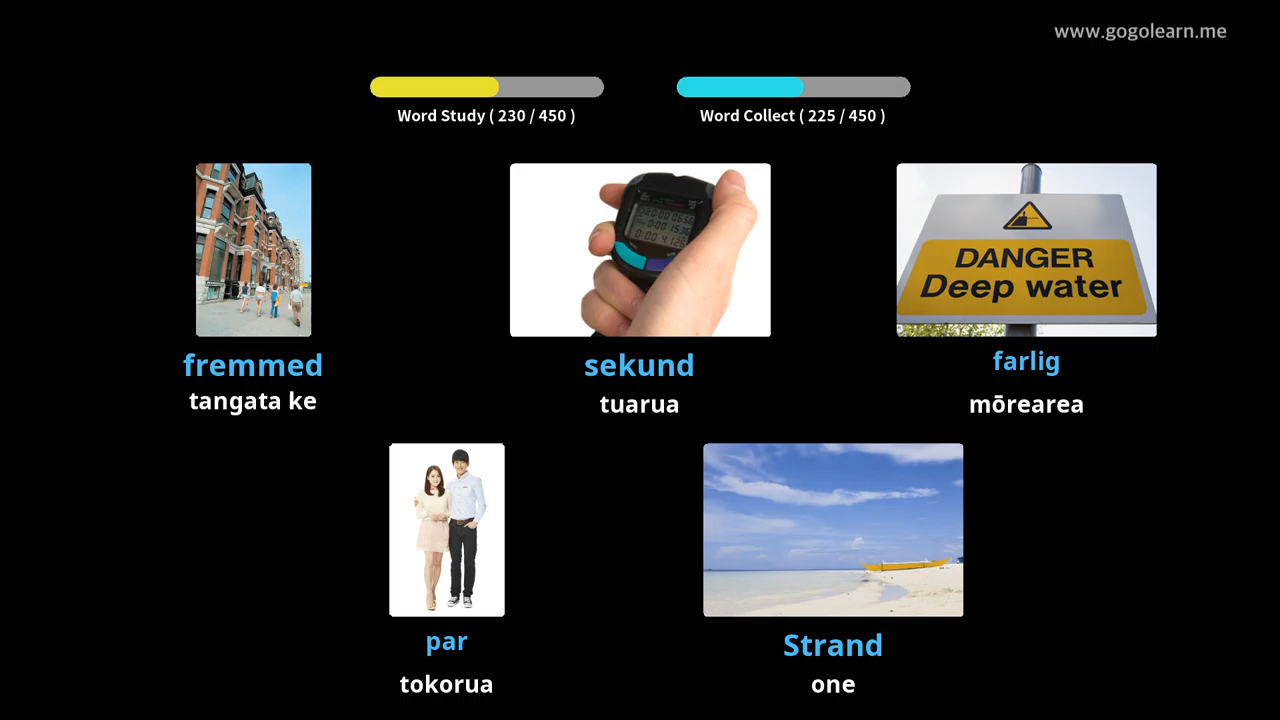 www.gogolearn.me
Word Study ( 230 / 450 )
Word Collect ( 225 / 450 )
DANGER
Deep water
fremmed
tangata ke
sekund
tuarua
farlig
mōrearea
par
tokorua
Strand
one